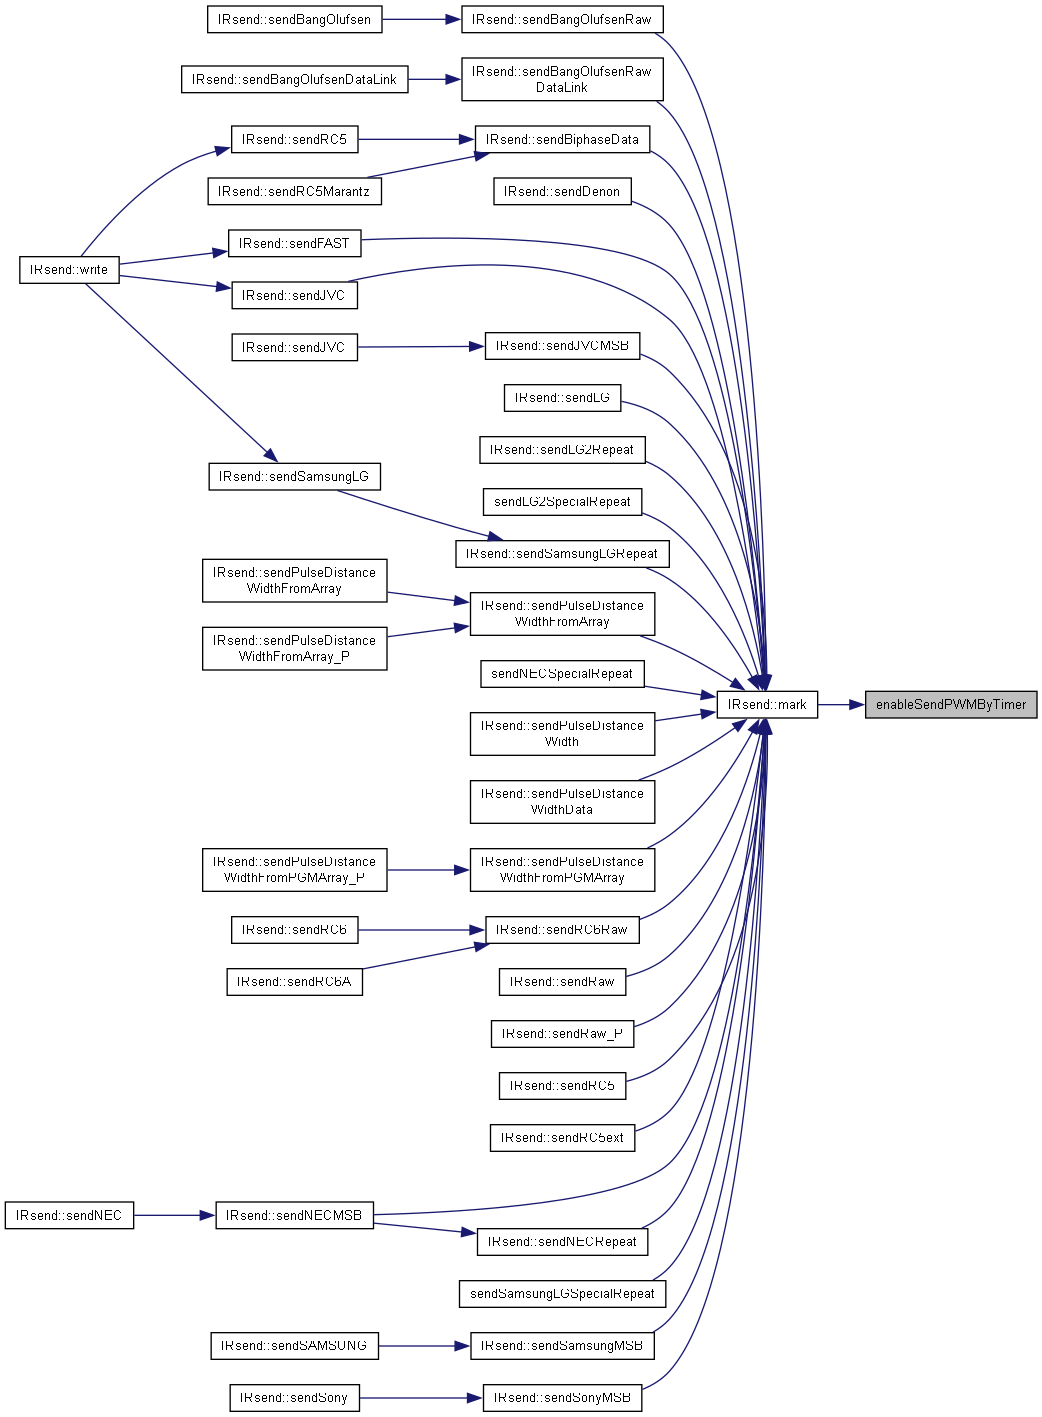 IRsend::sendBangOlufsen
IRsend::sendBangOlufsenRaw
IRsend::sendBangOlufsenDataLink
IRsend::sendBangOlufsenRaw
DataLink
IRsend::sendRC5
IRsend::sendBiphaseData
IRsend::sendRC5Marantz
IRsend::sendDenon
IRsend::sendFAST
IRsend::write
IRsend::sendJVC
IRsend::sendJVC
IRsend::sendJVCMSB
IRsend::sendLG
IRsend::sendLG2Repeat
IRsend::sendSamsungLG
sendLG2SpecialRepeat
IRsend::sendSamsungLGRepeat
IRsend::sendPulseDistance
WidthFromArray
IRsend::sendPulseDistance
WidthFromArray
IRsend::sendPulseDistance
WidthFromArray_P
sendNECSpecialRepeat
IRsend::mark
enableSendPWMByTimer
IRsend::sendPulseDistance
Width
IRsend::sendPulseDistance
WidthData
IRsend::sendPulseDistance
WidthFromPGMArray_P
IRsend::sendPulseDistance
WidthFromPGMArray
IRsend::sendRC6
IRsend::sendRC6Raw
IRsend::sendRC6A
IRsend::sendRaw
IRsend::sendRaw_P
IRsend::sendRC5
IRsend::sendRC5ext
IRsend::sendNEC
IRsend::sendNECMSB
IRsend::sendNECRepeat
sendSamsungLGSpecialRepeat
IRsend::sendSAMSUNG
IRsend::sendSamsungMSB
IRsend::sendSony
IRsend::sendSonyMSB